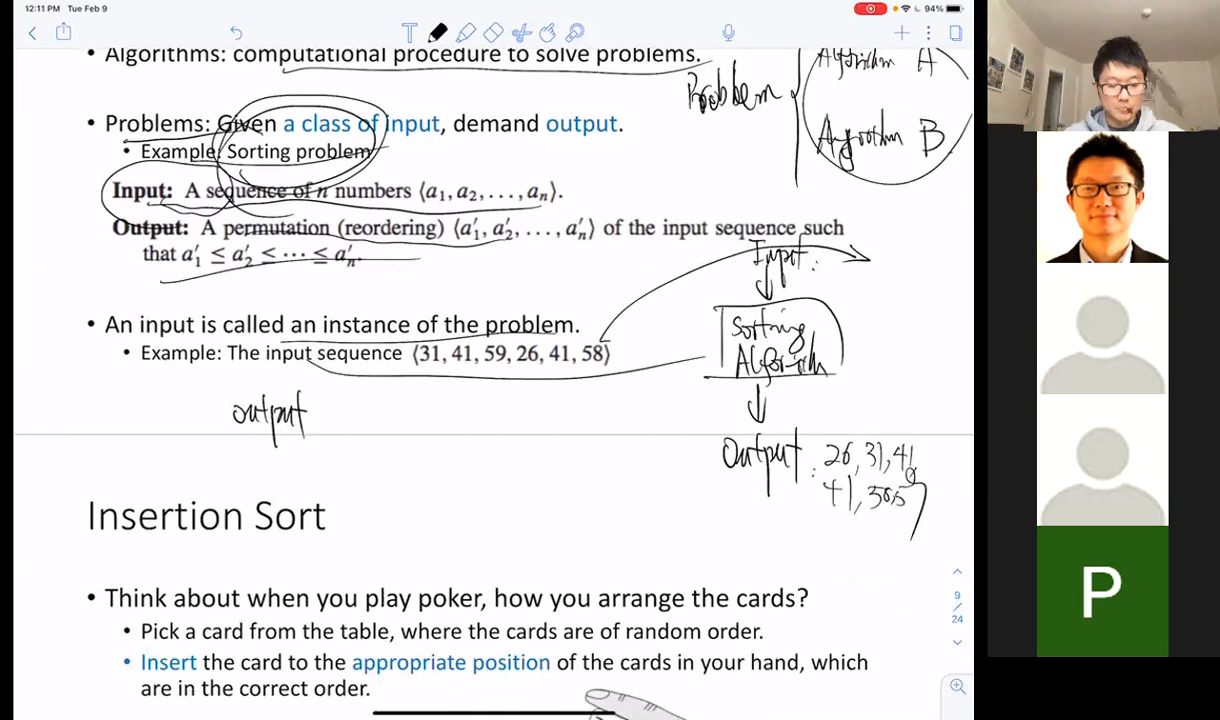 12:11 PM Tue Feb 9
94%
• Algorithms: computational procedure to solve problems.
Problem
Algorithm A
Algorithm B
• Problems: Given a class of input, demand output.
• Example: Sorting problem
Input: A sequence of n numbers ⟨a₁, a₂, . . . , aₙ⟩.
Output: A permutation (reordering) ⟨a′₁, a′₂, . . . , a′ₙ⟩ of the input sequence such
that a′₁ ≤ a′₂ ≤ ··· ≤ a′ₙ.
Input:
Sorting
Algorithm
• An input is called an instance of the problem.
• Example: The input sequence ⟨31, 41, 59, 26, 41, 58⟩
output
Output: 26, 31, 41,
41, 58, 59
Insertion Sort
• Think about when you play poker, how you arrange the cards?
• Pick a card from the table, where the cards are of random order.
• Insert the card to the appropriate position of the cards in your hand, which
are in the correct order.
9
/
24
P